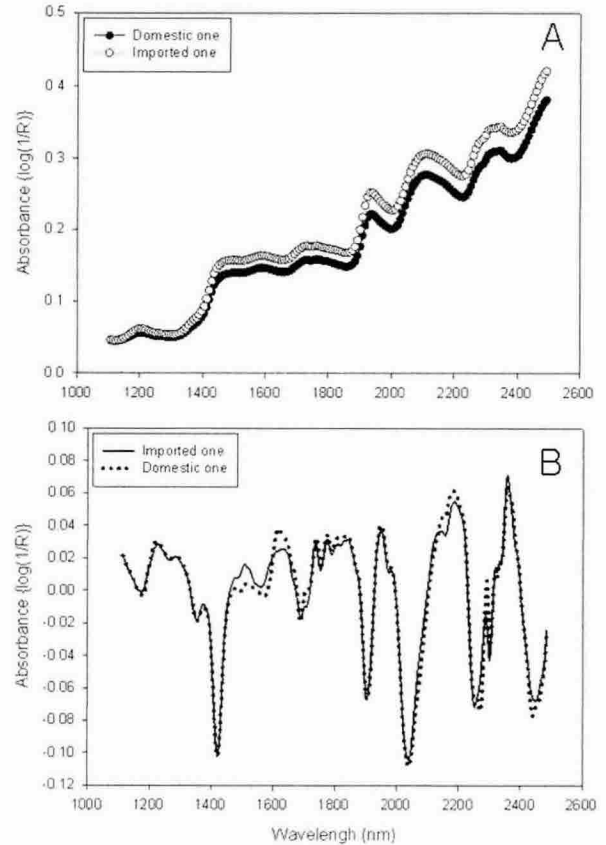 A
Domestic one
Imported one
Absorbance {log(1/R)}
0.5
0.4
0.3
0.2
0.1
0.0
1000 1200 1400 1600 1800 2000 2200 2400 2600
B
Imported one
Domestic one
Absorbance {log(1/R)}
0.10
0.08
0.06
0.04
0.02
0.00
-0.02
-0.04
-0.06
-0.08
-0.10
-0.12
1000 1200 1400 1600 1800 2000 2200 2400 2600
Wavelengh (nm)